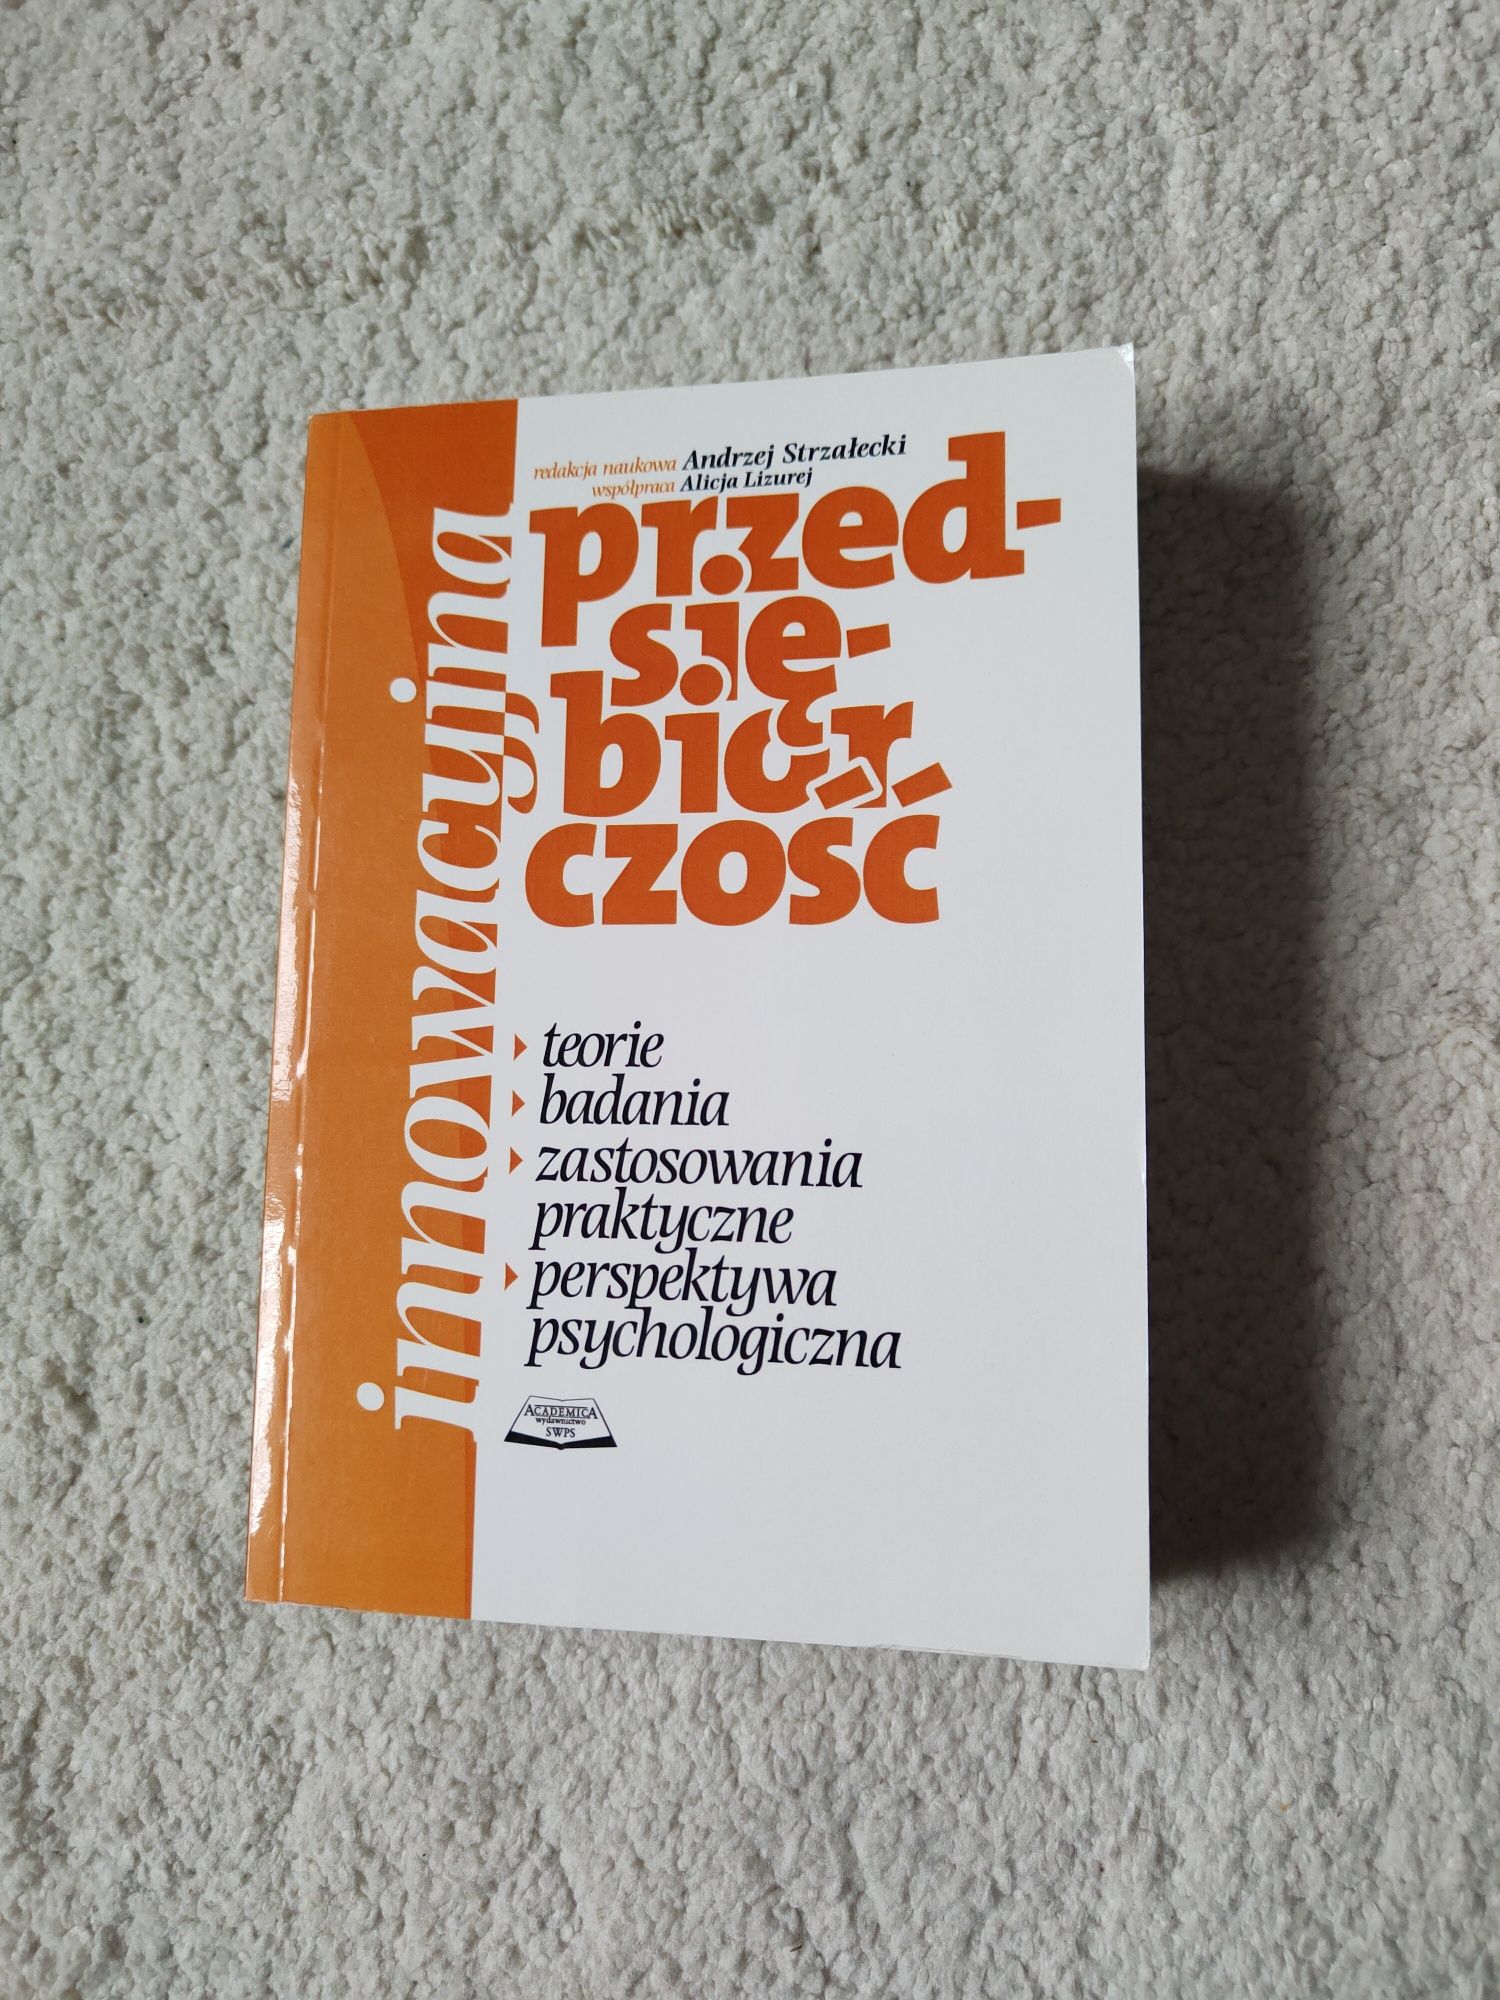 redakcja naukowa Andrzej Strzałecki
współpraca Alicja Lizurej
innowacyjna
przed-
się-
bior-
czość
teorie
badania
zastosowania
praktyczne
perspektywa
psychologiczna
ACADEMICA
wydawnictwo
SWPS